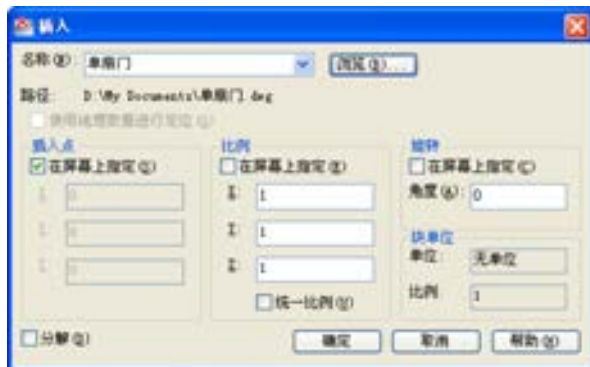 插入
名称(N): 单扇门 浏览(B)...
路径: D:\My Documents\单扇门.dwg
使用地理数据进行定位(G)
插入点 比例 旋转
在屏幕上指定(S) 在屏幕上指定(E) 在屏幕上指定(C)
X: 0 X: 1 角度(A): 0
Y: 0 Y: 1 块单位
Z: 0 Z: 1 单位: 无单位
统一比例(U) 比例: 1
分解(D) 确定 取消 帮助(H)